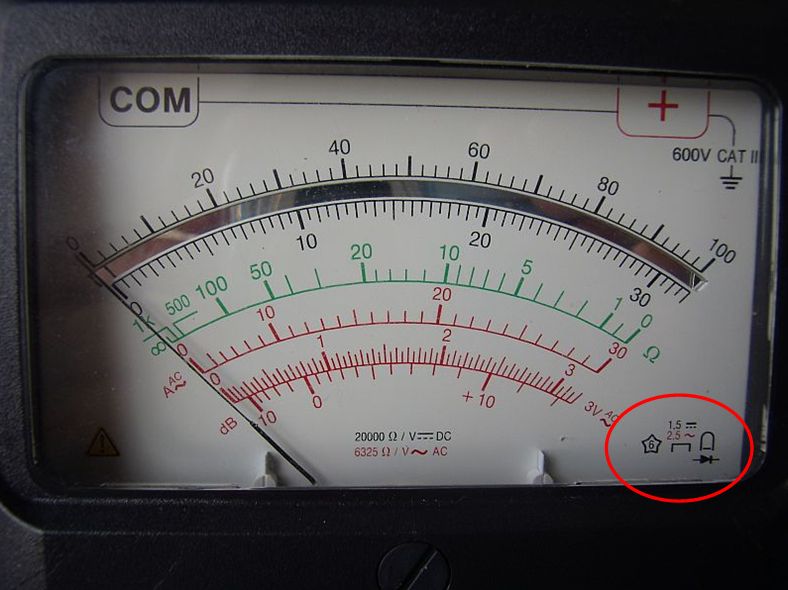 COM +
600V CAT II
0 20 40 60 80 100
0 10 20 30
∞ 1k 500 100 50 20 10 5 1 0 Ω
A AC ~ 0 10 20 30
0 1 2 3 3V AC ~
dB 10 0 +10
20000 Ω / V ⎓ DC
6325 Ω / V ~ AC
1.5 ⎓
2.5 ~
6